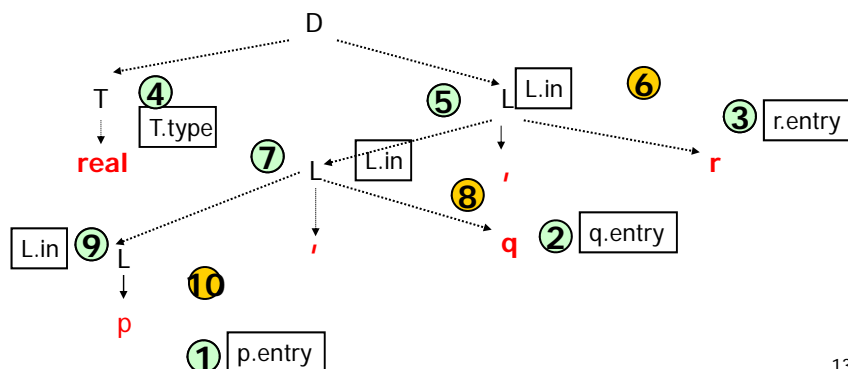 D
T 4 5 L L.in 6
T.type 3 r.entry
real 7 L L.in , r
8
L.in 9 L , q 2 q.entry
10
p
1 p.entry
13